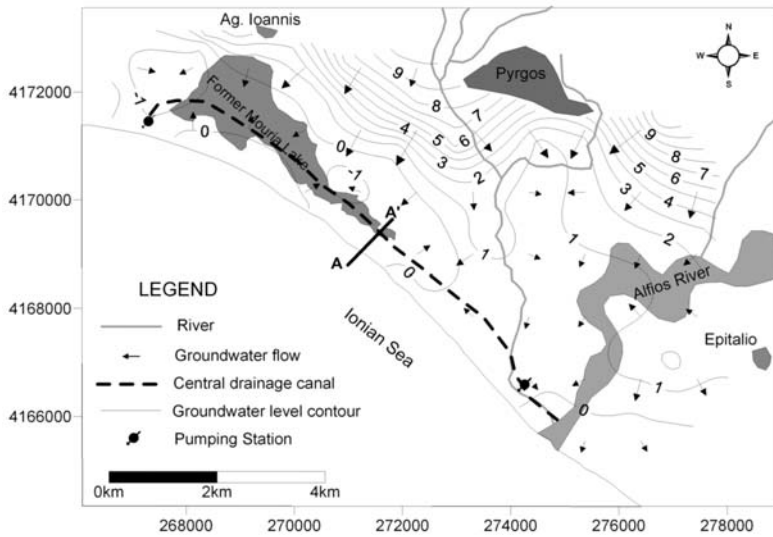 Ag. Ioannis
N
W E
S
Pyrgos
4172000
4170000
4168000
4166000
Former Mouria Lake
-1
0
9
8
7
6
5
4
3
2
1
0
-1
0
1
9
8
7
6
5
4
3
2
1
1
0
A'
A
Ionian Sea
Alfios River
Epitalio
LEGEND
River
Groundwater flow
Central drainage canal
Groundwater level contour
Pumping Station
0km 2km 4km
268000 270000 272000 274000 276000 278000